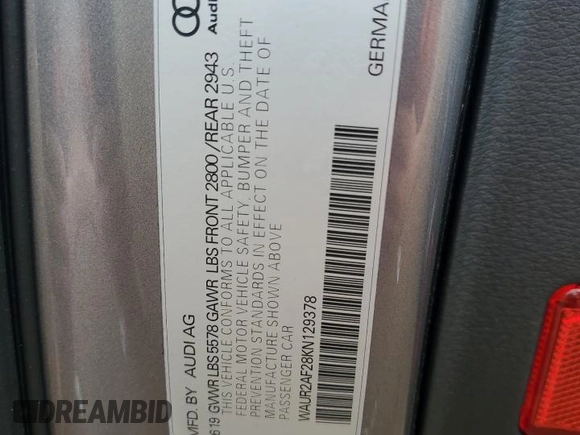 Audi
GERMA
MFD. BY AUDI AG
619 GWWR LBS 5578 GAWR LBS FRONT 2800 / REAR 2943
THIS VEHICLE CONFORMS TO ALL APPLICABLE U.S.
FEDERAL MOTOR VEHICLE SAFETY, BUMPER AND THEFT
PREVENTION STANDARDS IN EFFECT ON THE DATE OF
MANUFACTURE SHOWN ABOVE
PASSENGER CAR
WAUR2AF28KN129378
DREAMBID